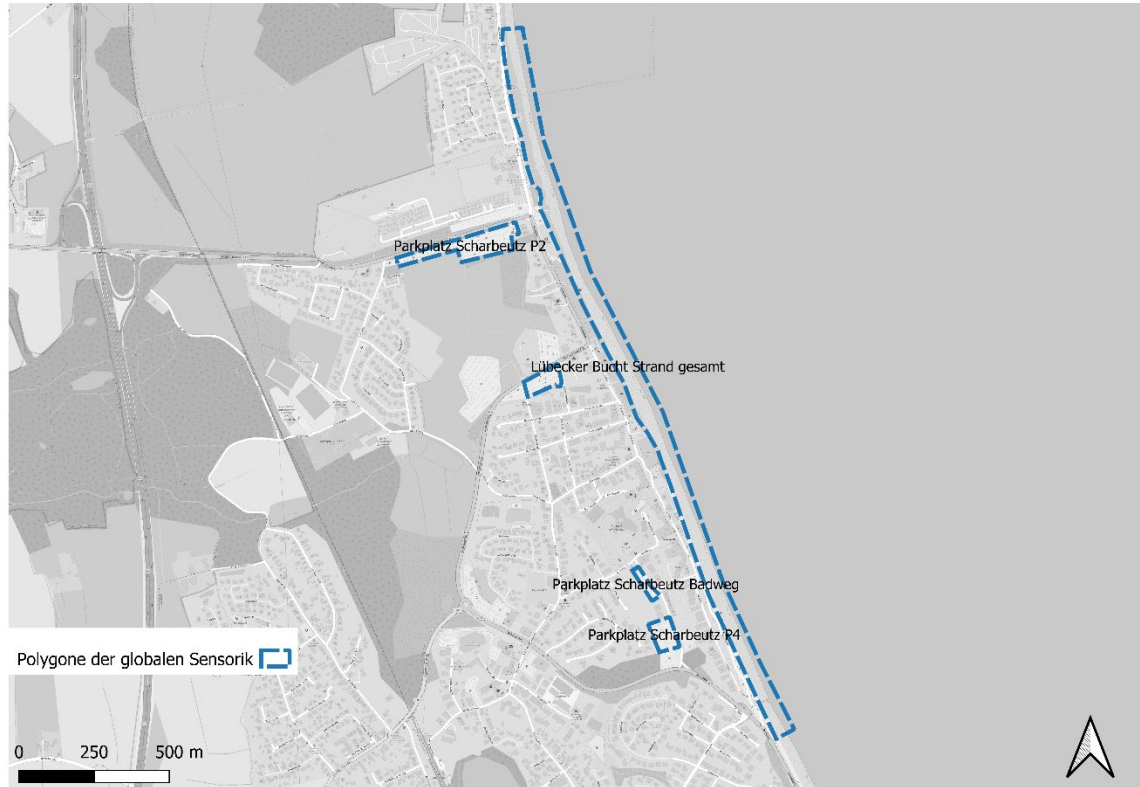 Parkplatz Scharbeutz P2
Lübecker Bucht Strand gesamt
Parkplatz Scharbeutz Badweg
Parkplatz Scharbeutz P4
Polygone der globalen Sensorik
0 250 500 m